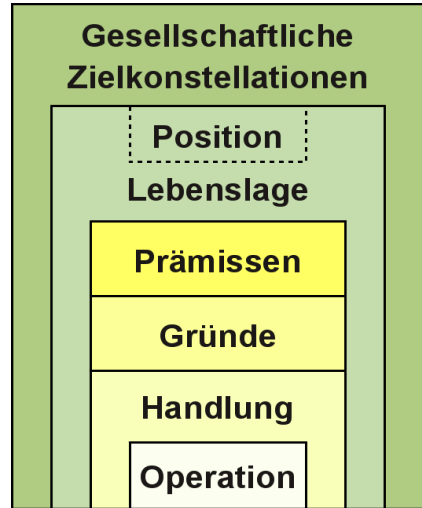 Gesellschaftliche
Zielkonstellationen
Position
Lebenslage
Prämissen
Gründe
Handlung
Operation